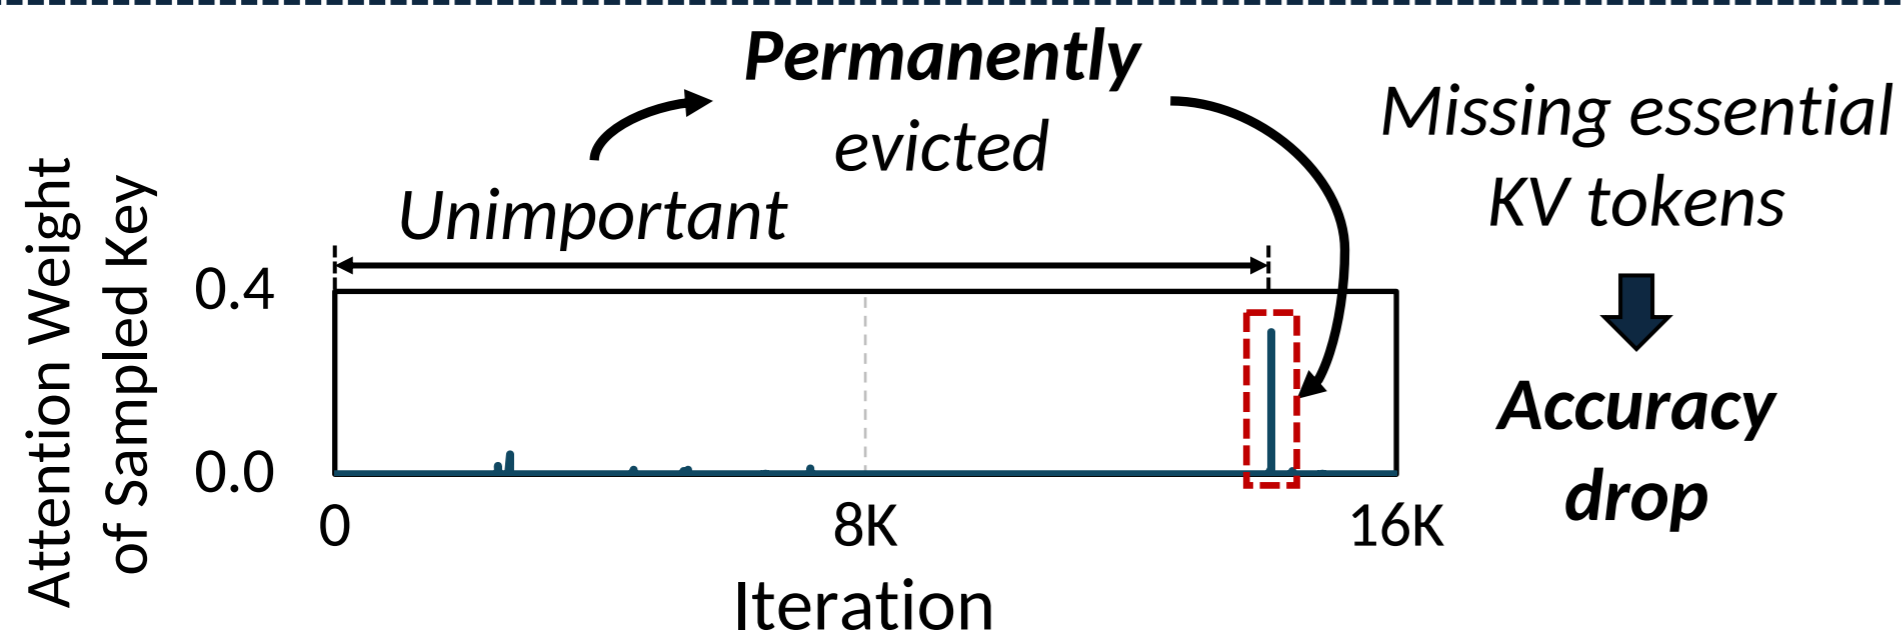 Permanently
evicted
Unimportant
Missing essential
KV tokens
Accuracy
drop
Attention Weight
of Sampled Key
0.4
0.0
0
8K
16K
Iteration